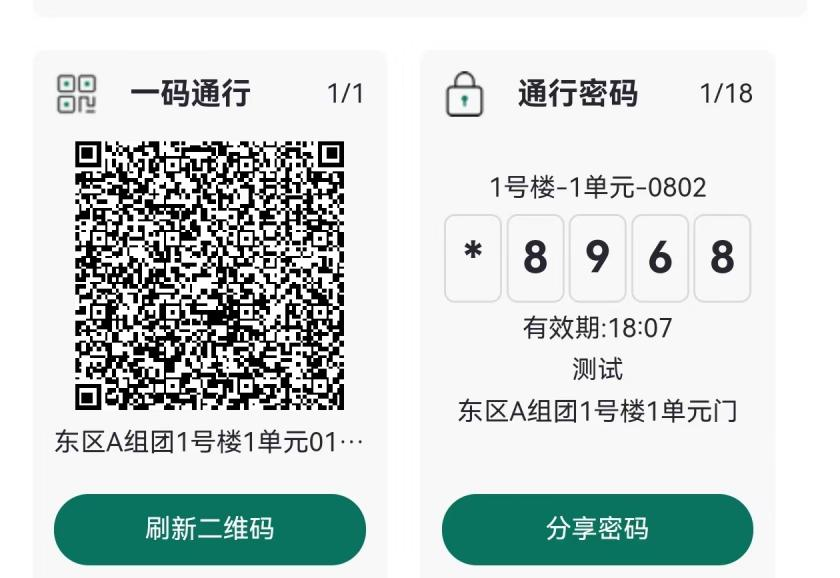 一码通行 1/1
东区A组团1号楼1单元01…
刷新二维码
通行密码 1/18
1号楼-1单元-0802
* 8 9 6 8
有效期:18:07
测试
东区A组团1号楼1单元门
分享密码